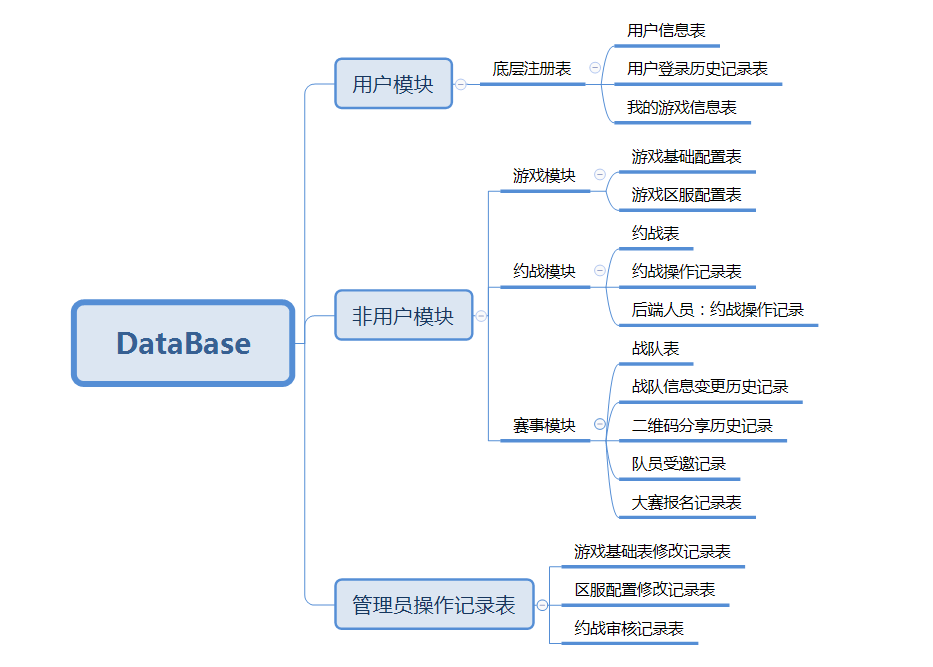 DataBase
用户模块
底层注册表
用户信息表
用户登录历史记录表
我的游戏信息表
非用户模块
游戏模块
游戏基础配置表
游戏区服配置表
约战模块
约战表
约战操作记录表
后端人员：约战操作记录
赛事模块
战队表
战队信息变更历史记录
二维码分享历史记录
队员受邀记录
大赛报名记录表
管理员操作记录表
游戏基础表修改记录表
区服配置修改记录表
约战审核记录表